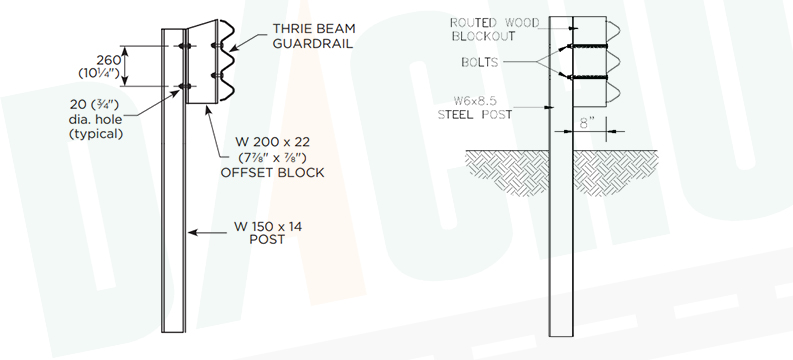 THRIE BEAM
GUARDRAIL
260
(10¼")
20 (¾")
dia. hole
(typical)
W 200 x 22
(7⅞" x ⅞")
OFFSET BLOCK
W 150 x 14
POST
ROUTED WOOD
BLOCKOUT
BOLTS
W6x8.5
STEEL POST
8"